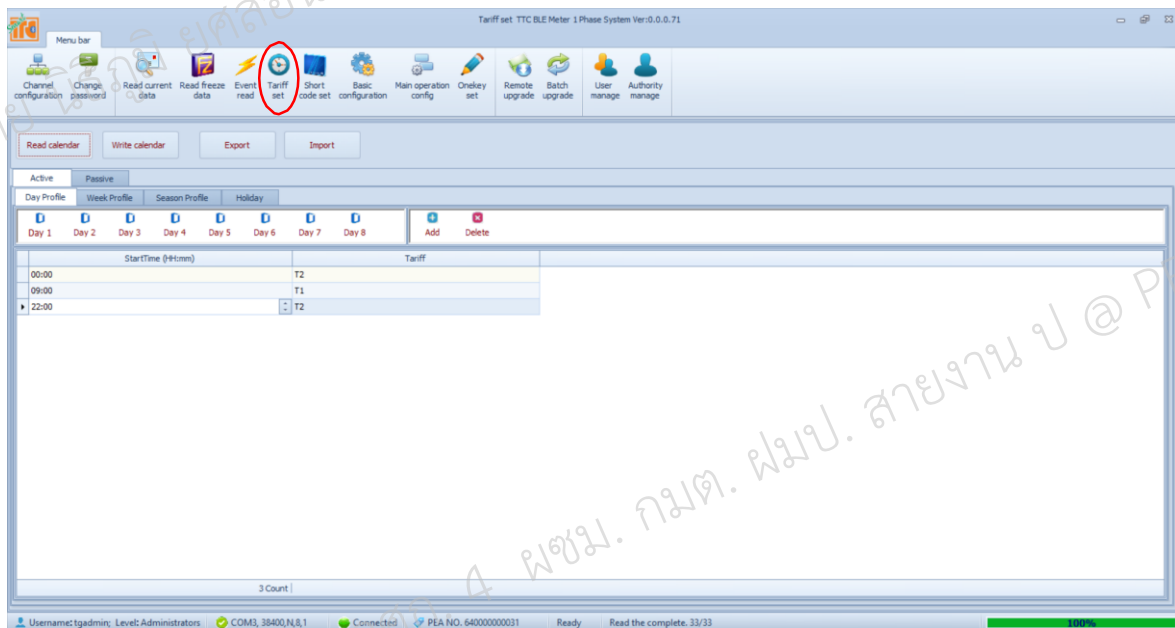 Tariff set TTC BLE Meter 1 Phase System Ver:0.0.0.71
TTC
Menu bar
Channel configuration
Change password
Read current data
Read freeze data
Event read
Tariff set
Short code set
Basic configuration
Main operation config
Onekey set
Remote upgrade
Batch upgrade
User manage
Authority manage
Read calendar Write calendar Export Import
Active Passive
Day Profile Week Profile Season Profile Holiday
Day 1 Day 2 Day 3 Day 4 Day 5 Day 6 Day 7 Day 8 Add Delete
StartTime (HH:mm) Tariff
00:00 T2
09:00 T1
22:00 T2
3 Count
สายงาน ป @ P
ผซม. กมต. ฝมป.
Username: tgadmin; Level: Administrators COM3, 38400,N,8,1 Connected PEA NO. 640000000031 Ready Read the complete. 33/33 100%